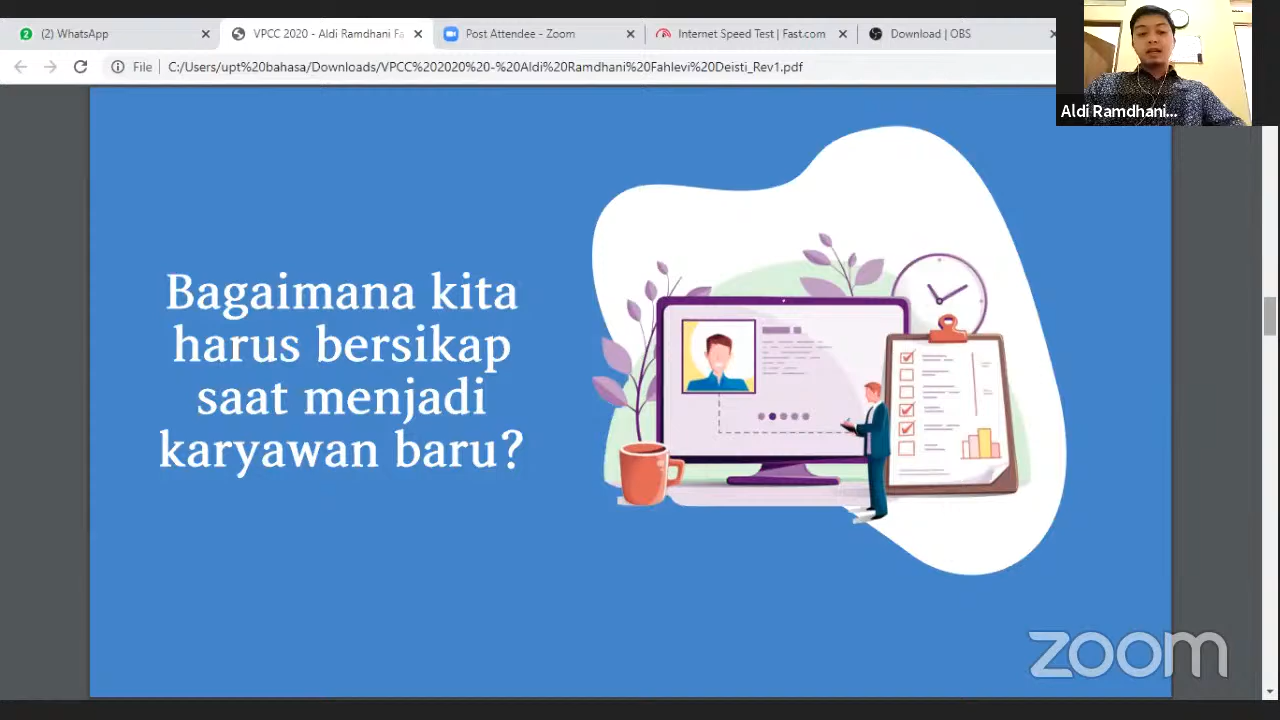 (2) WhatsApp
VPCC 2020 - Aldi Ramdhani Fa
Post Attendee - Zoom
Internet Speed Test | Fast.com
Download | OBS
File
C:/Users/upt%20bahasa/Downloads/VPCC%202020%20-%20Aldi%20Ramdhani%20Fahlevi%20Deisti_Rev1.pdf
Aldi Ramdhani...
Bagaimana kita
harus bersikap
saat menjadi
karyawan baru?
zoom